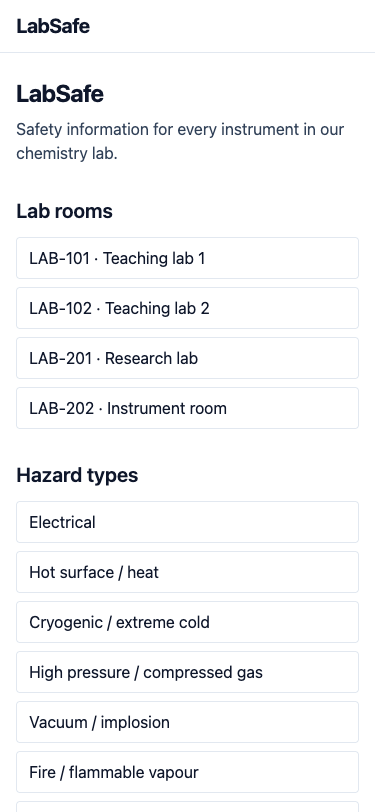 LabSafe
LabSafe
Safety information for every instrument in our
chemistry lab.
Lab rooms
LAB-101 · Teaching lab 1
LAB-102 · Teaching lab 2
LAB-201 · Research lab
LAB-202 · Instrument room
Hazard types
Electrical
Hot surface / heat
Cryogenic / extreme cold
High pressure / compressed gas
Vacuum / implosion
Fire / flammable vapour